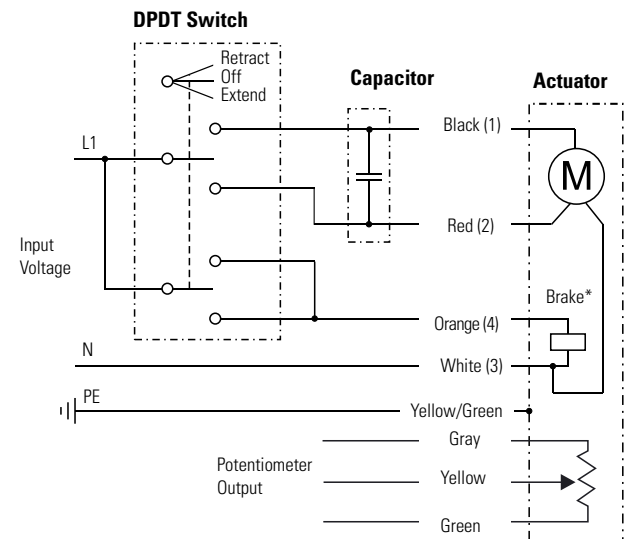 DPDT Switch
Retract
Off
Extend
Capacitor
Actuator
Black (1)
L1
M
Red (2)
Input
Voltage
Brake*
Orange (4)
N
White (3)
PE
Yellow/Green
Gray
Potentiometer
Output
Yellow
Green